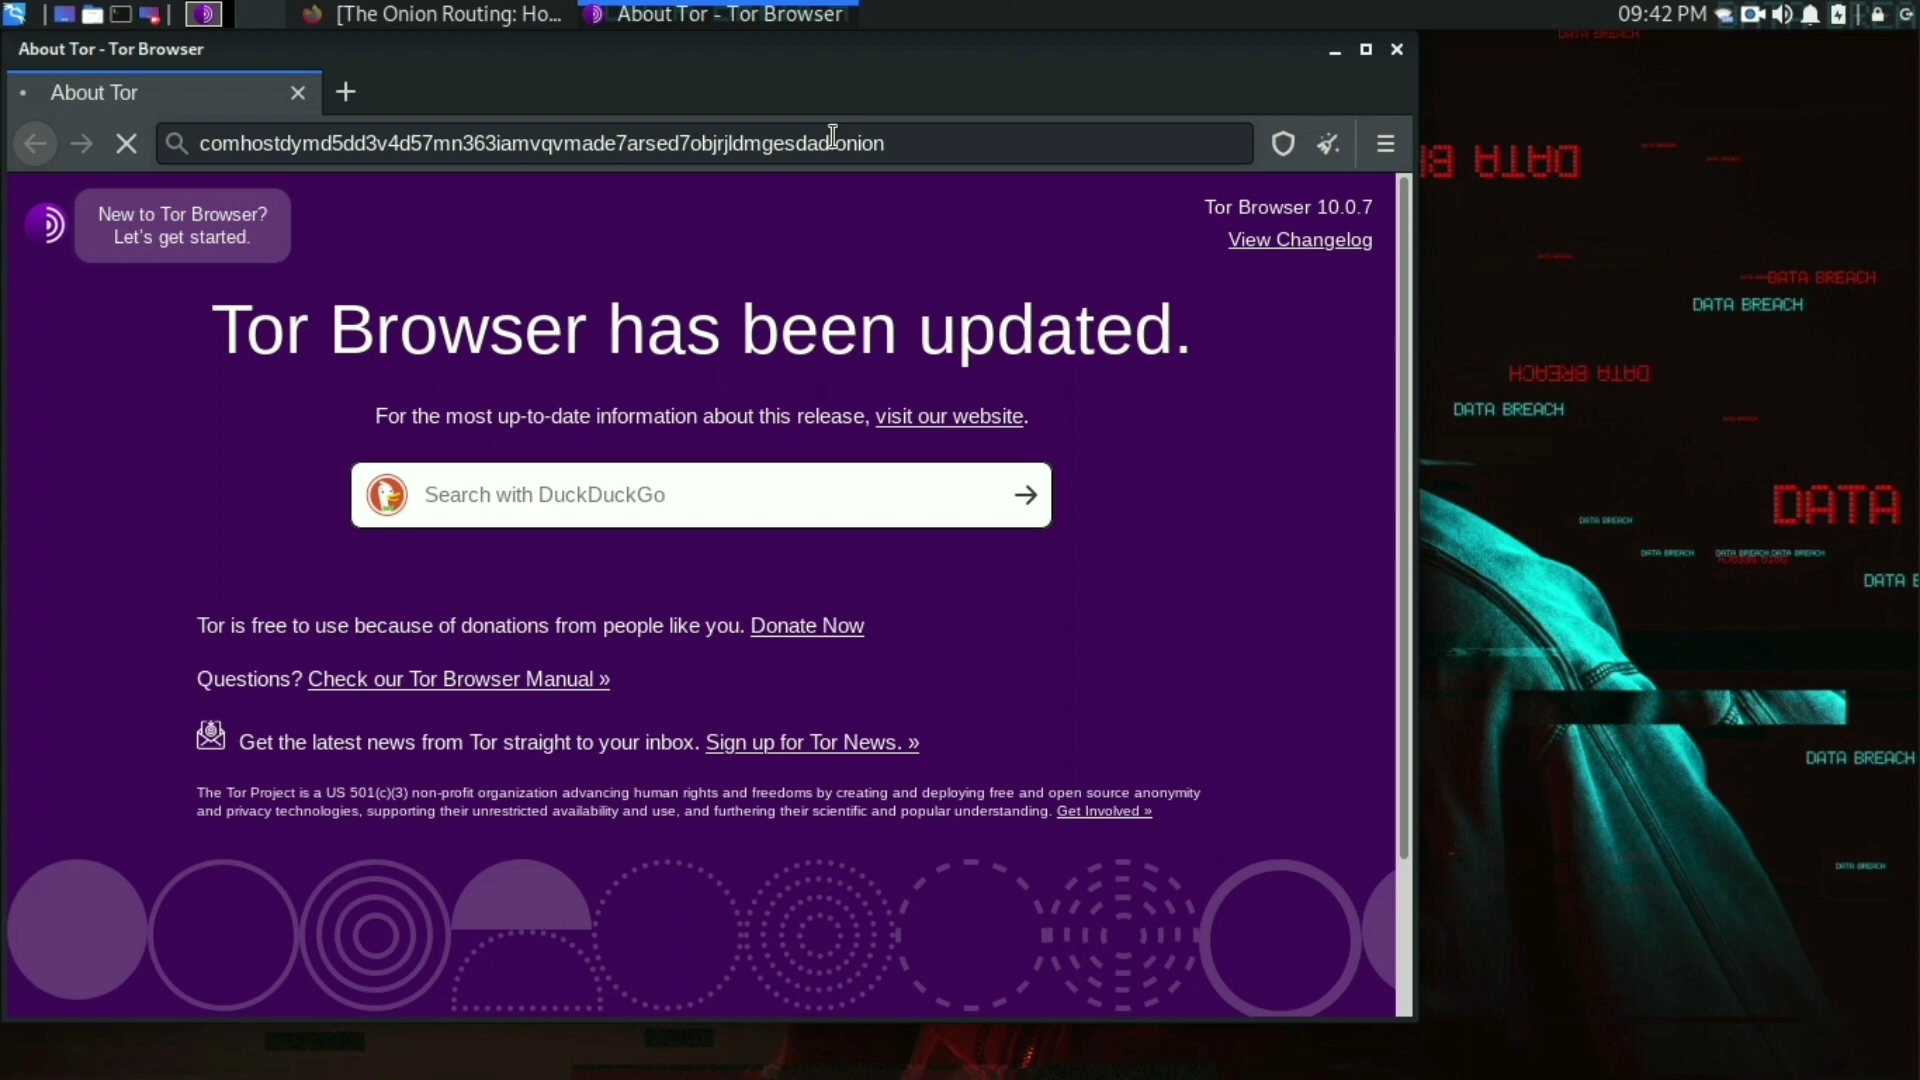 [The Onion Routing: Ho...
About Tor - Tor Browser
09:42 PM
About Tor - Tor Browser
About Tor
comhostdymd5dd3v4d57mn363iamvqvmade7arsed7objrjldmgesdad.onion
New to Tor Browser?
Let's get started.
Tor Browser 10.0.7
View Changelog
Tor Browser has been updated.
For the most up-to-date information about this release, visit our website.
Search with DuckDuckGo
Tor is free to use because of donations from people like you. Donate Now
Questions? Check our Tor Browser Manual »
Get the latest news from Tor straight to your inbox. Sign up for Tor News. »
The Tor Project is a US 501(c)(3) non-profit organization advancing human rights and freedoms by creating and deploying free and open source anonymity
and privacy technologies, supporting their unrestricted availability and use, and furthering their scientific and popular understanding. Get Involved »
DATA BREACH
DATA B
DATA BREACH
DATA BREACH
DATA BREACH
DATA BREACH
DATA
DATA BREACH
DATA BREACH
DATA BREACH DATA BREACH
DATA B
DATA BREACH
DATA BREACH